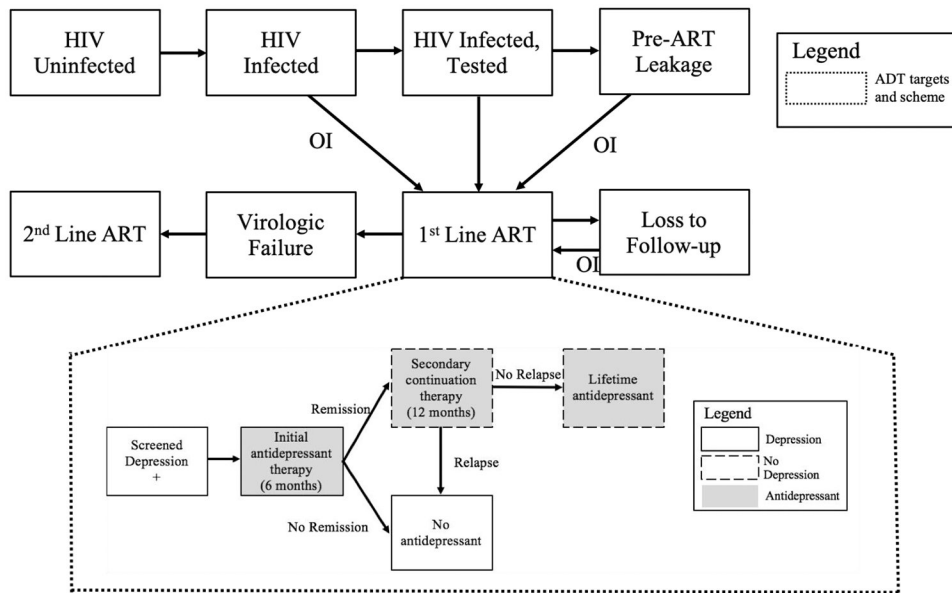 HIV
Uninfected
HIV
Infected
HIV Infected,
Tested
Pre-ART
Leakage
Legend
ADT targets
and scheme
OI
OI
2nd Line ART
Virologic
Failure
1st Line ART
Loss to
Follow-up
OI
Screened
Depression
+
Initial
antidepressant
therapy
(6 months)
Remission
No Remission
Secondary
continuation
therapy
(12 months)
No Relapse
Lifetime
antidepressant
Relapse
No
antidepressant
Legend
Depression
No
Depression
Antidepressant